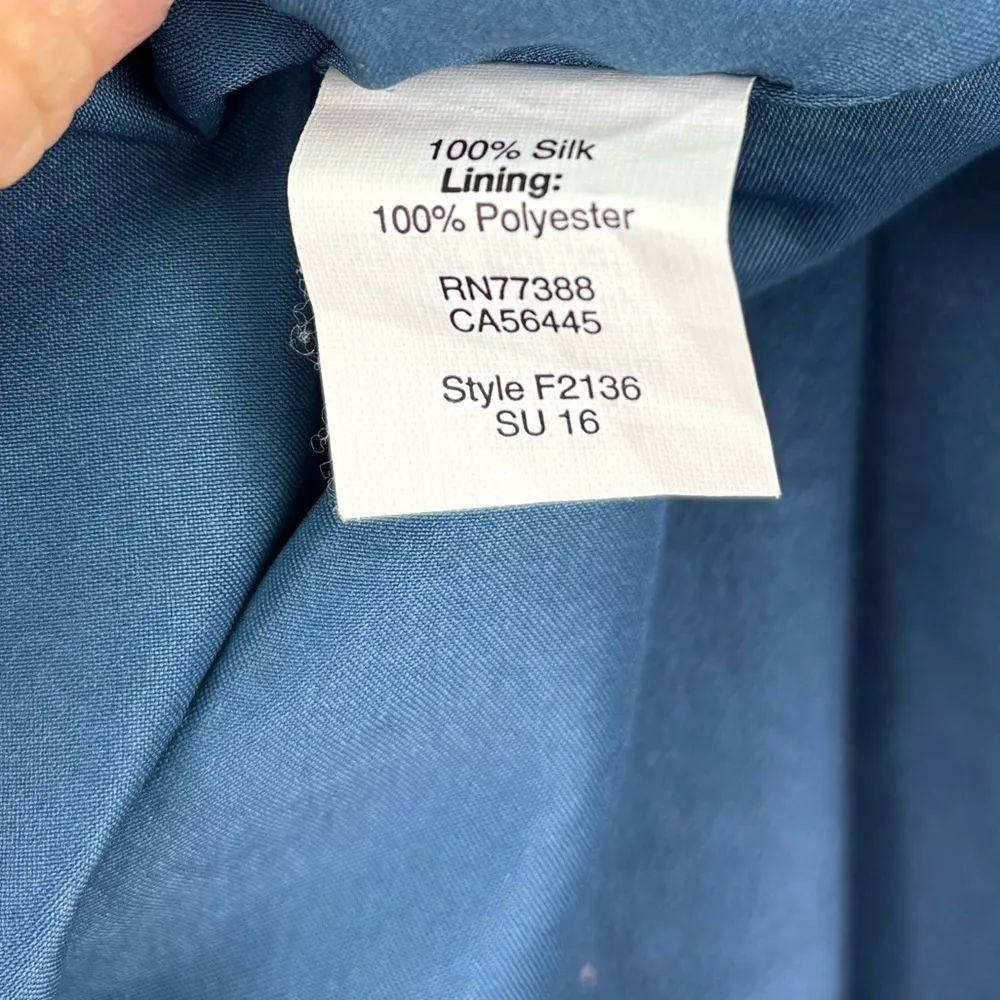 100% Silk
Lining:
100% Polyester
RN77388
CA56445
Style F2136
SU 16